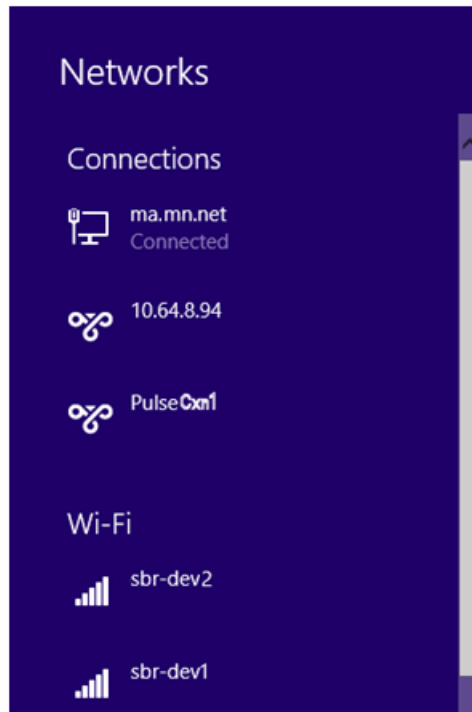 Networks
Connections
ma.mn.net
Connected
10.64.8.94
PulseCxn1
Wi-Fi
sbr-dev2
sbr-dev1